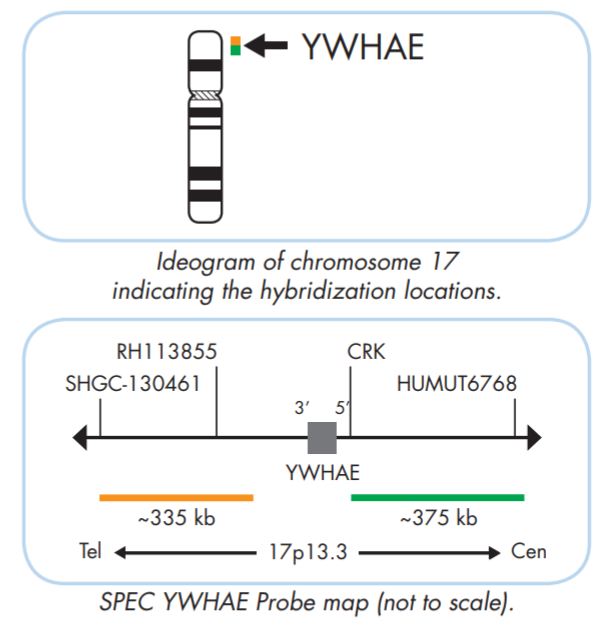 YWHAE
Ideogram of chromosome 17
indicating the hybridization locations.
RH113855
CRK
SHGC-130461
HUMUT6768
3’
5’
YWHAE
~335 kb
~375 kb
Tel
17p13.3
Cen
SPEC YWHAE Probe map (not to scale).